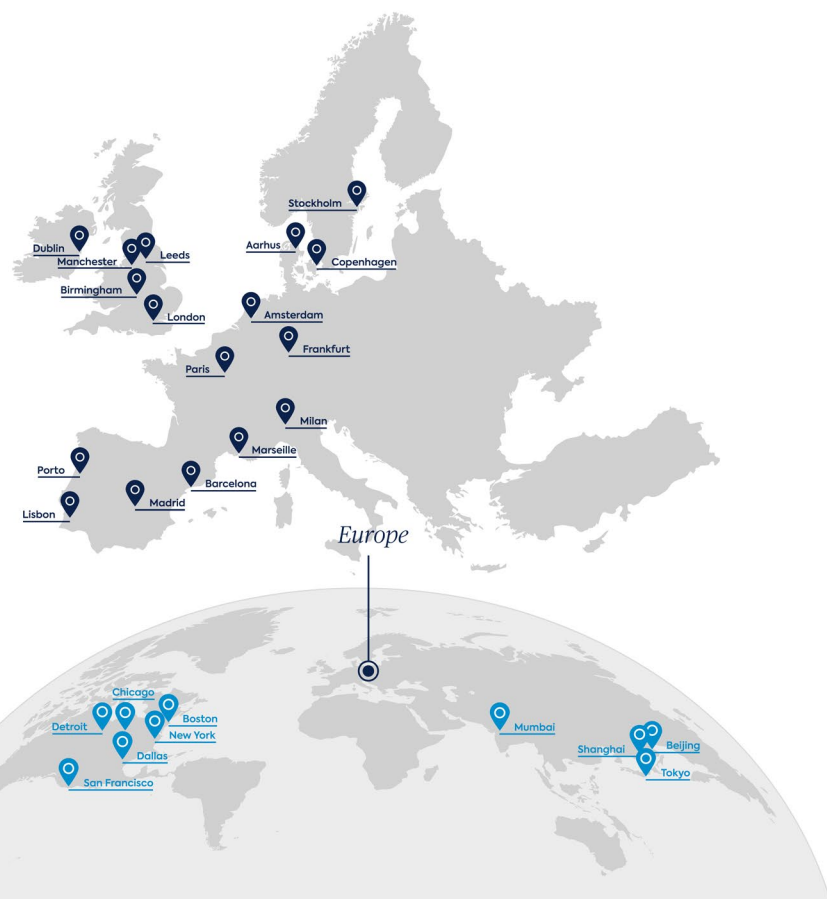 Stockholm
Aarhus
Copenhagen
Dublin
Leeds
Manchester
Birmingham
London
Amsterdam
Frankfurt
Paris
Milan
Marseille
Porto
Barcelona
Madrid
Lisbon
Europe
Chicago
Boston
Detroit
New York
Mumbai
Shanghai
Beijing
Dallas
Tokyo
San Francisco